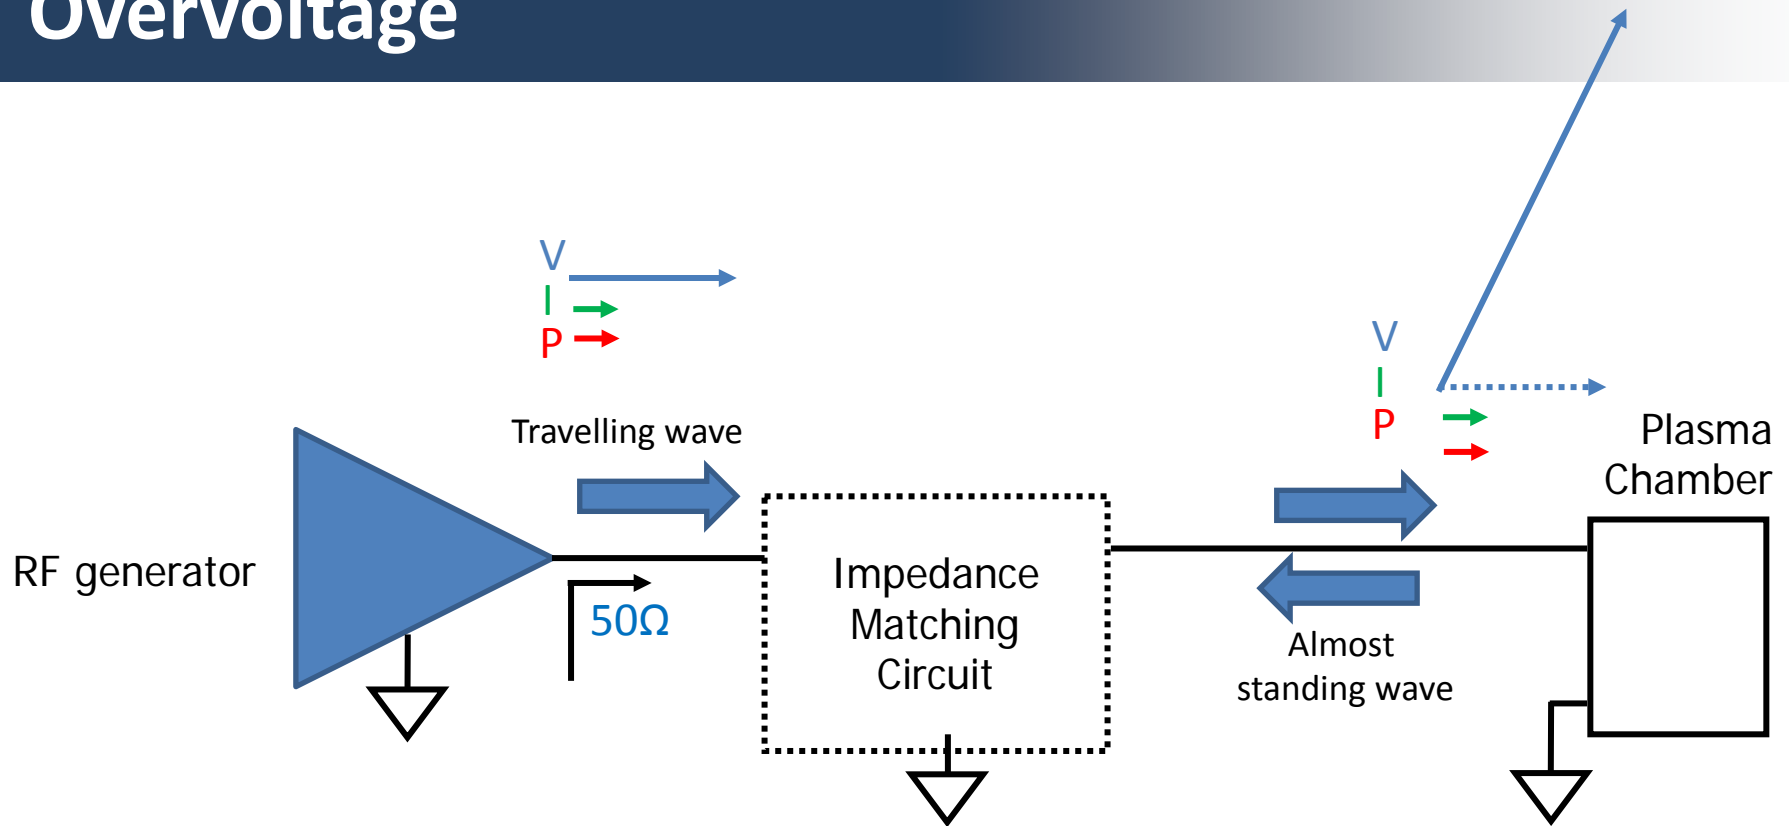 Overvoltage
V
I
P
V
I
P
Travelling wave
Plasma
Chamber
RF generator
50Ω
Impedance
Matching
Circuit
Almost
standing wave